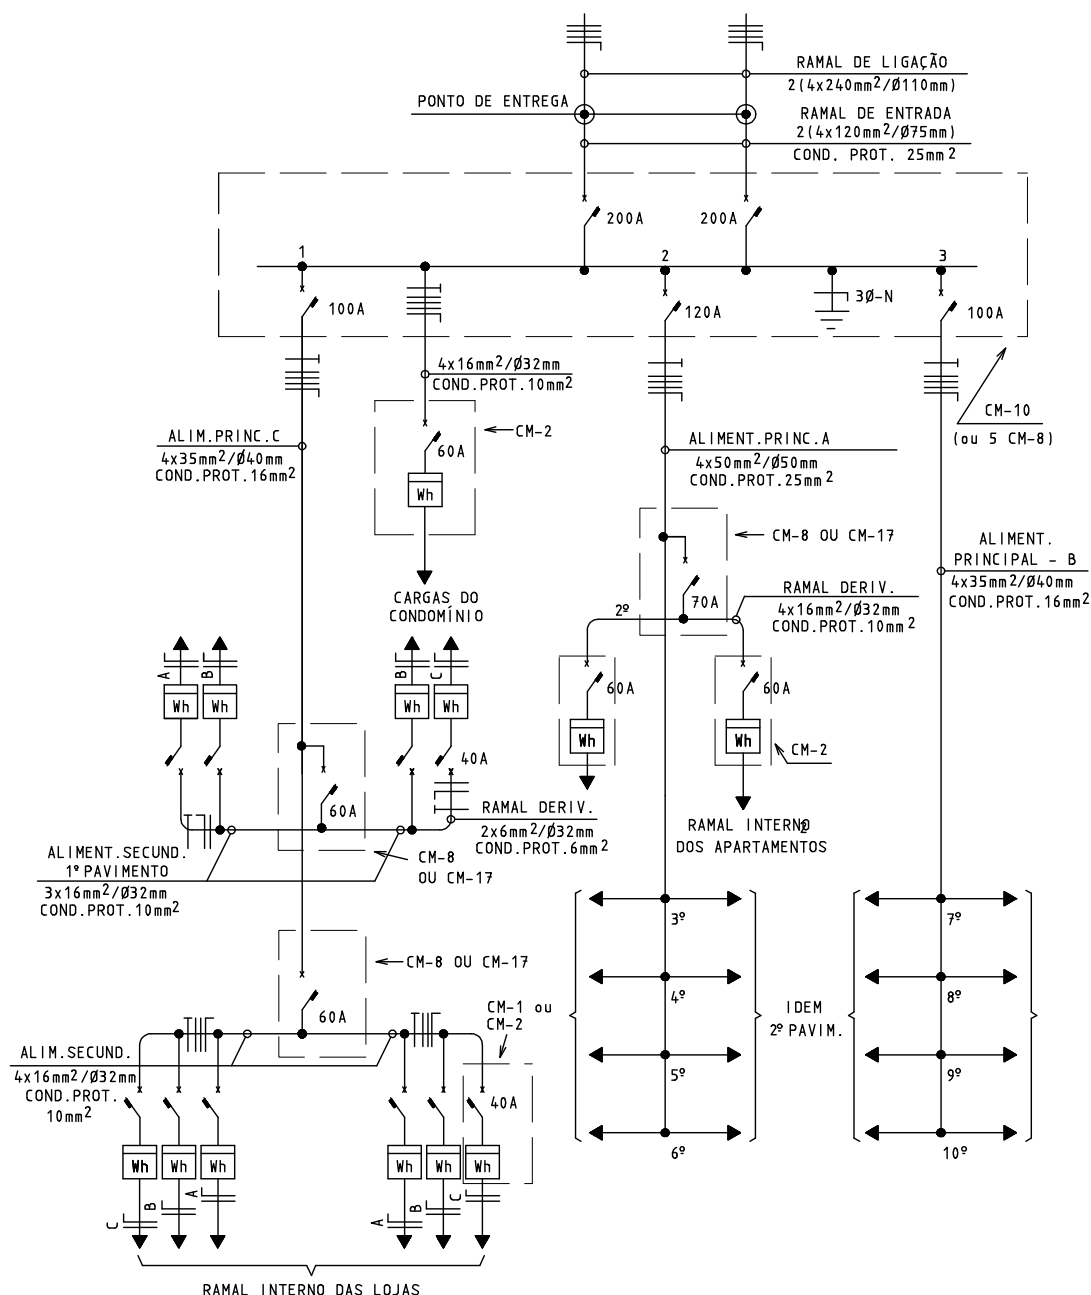 RAMAL DE LIGAÇÃO
2(4x240mm²/Ø110mm)
PONTO DE ENTREGA
RAMAL DE ENTRADA
2(4x120mm²/Ø75mm)
COND. PROT. 25mm²
200A
200A
1
2
3
100A
120A
3Ø-N
100A
4x16mm²/Ø32mm
COND.PROT.10mm²
CM-2
60A
Wh
CARGAS DO
CONDOMÍNIO
ALIM.PRINC.C
4x35mm²/Ø40mm
COND.PROT.16mm²
ALIMENT.PRINC.A
4x50mm²/Ø50mm
COND.PROT.25mm²
CM-10
(ou 5 CM-8)
CM-8 OU CM-17
70A
ALIMENT.
PRINCIPAL - B
4x35mm²/Ø40mm
COND.PROT.16mm²
RAMAL DERIV.
4x16mm²/Ø32mm
COND.PROT.10mm²
2º
60A
60A
Wh
Wh
CM-2
RAMAL INTERNO
2
DOS APARTAMENTOS
A
B
B
C
Wh
Wh
Wh
Wh
40A
60A
RAMAL DERIV.
2x6mm²/Ø32mm
COND.PROT.6mm²
CM-8
OU CM-17
ALIMENT.SECUND.
1º PAVIMENTO
3x16mm²/Ø32mm
COND.PROT.10mm²
3º
4º
5º
6º
IDEM
2º PAVIM.
7º
8º
9º
10º
CM-8 OU CM-17
60A
CM-1 ou
CM-2
ALIM.SECUND.
4x16mm²/Ø32mm
COND.PROT.
10mm²
40A
Wh
Wh
Wh
Wh
Wh
Wh
C
B
A
A
B
C
RAMAL INTERNO DAS LOJAS